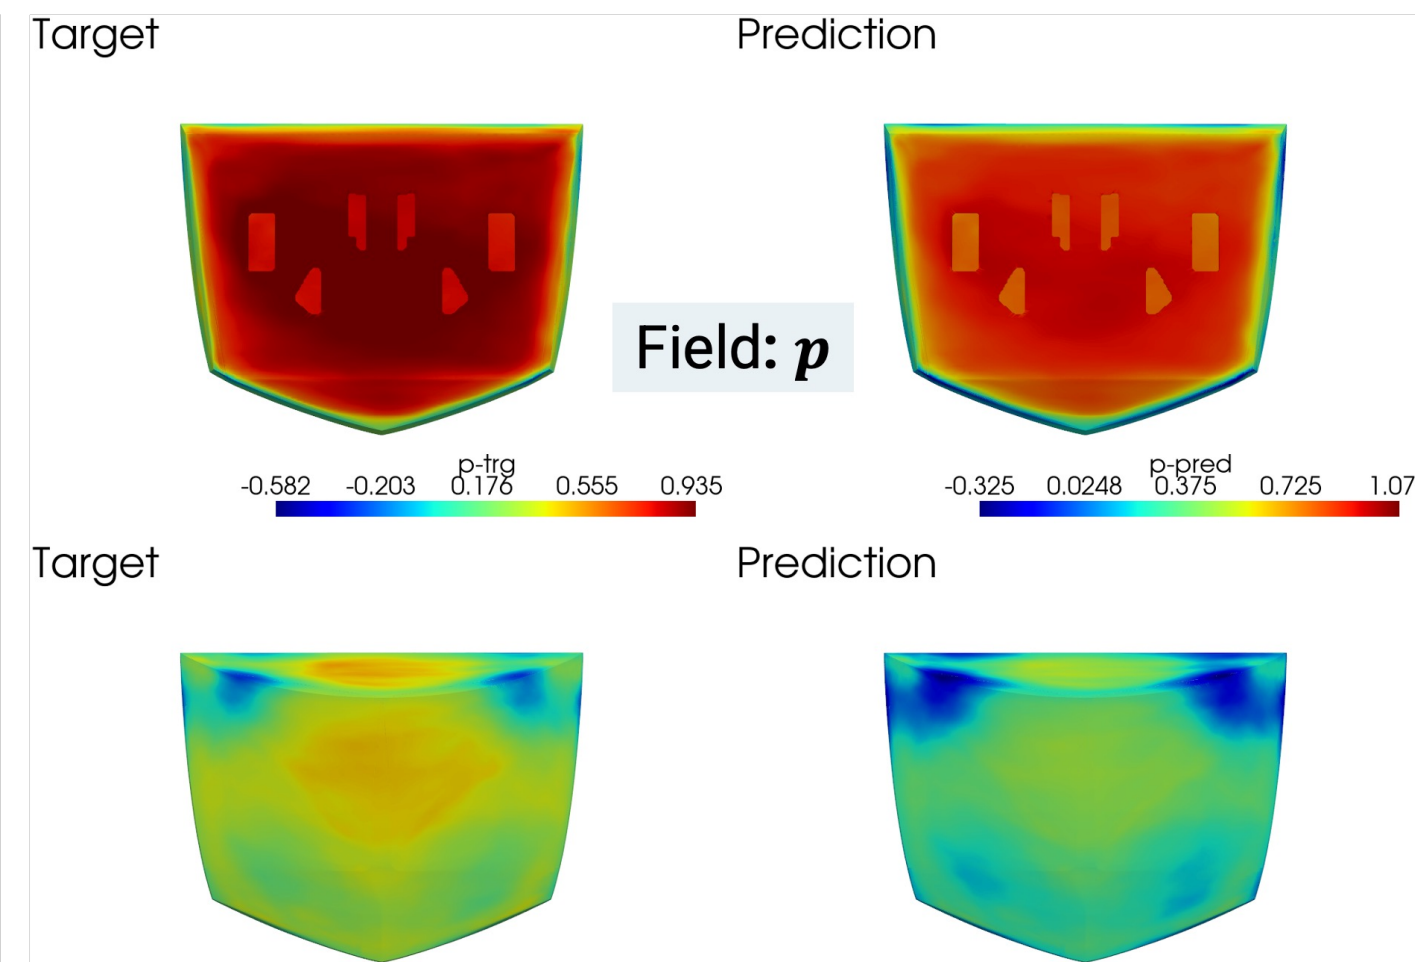 Target
Prediction
Field: p
p-trg
-0.582 -0.203 0.176 0.555 0.935
p-pred
-0.325 0.0248 0.375 0.725 1.07
Target
Prediction